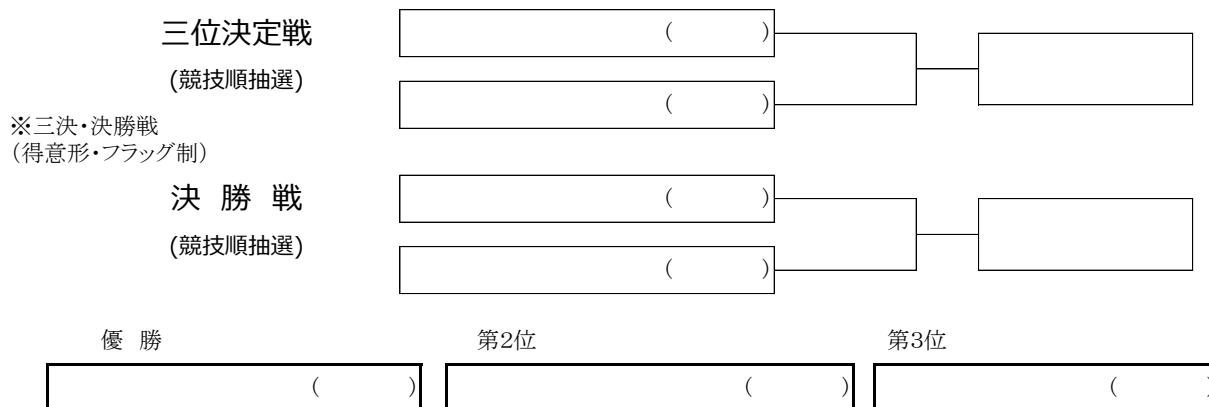 三位決定戦
(　　　)
(競技順抽選)
(　　　)
※三決・決勝戦
（得意形・フラッグ制）
決 勝 戦
(　　　)
(競技順抽選)
(　　　)
優 勝 第2位 第3位
(　　　) (　　　) (　　　)